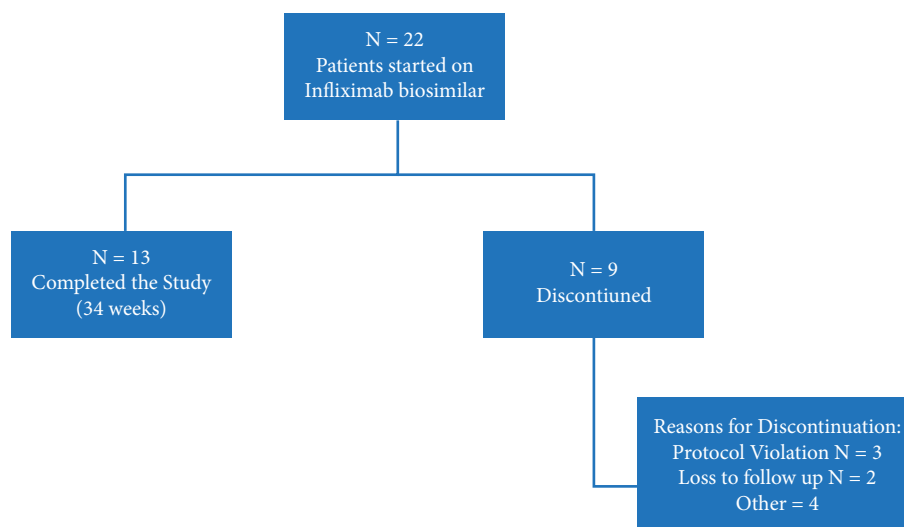 N = 22
Patients started on
Infliximab biosimilar
N = 13
Completed the Study
(34 weeks)
N = 9
Discontiuned
Reasons for Discontinuation:
Protocol Violation N = 3
Loss to follow up N = 2
Other = 4